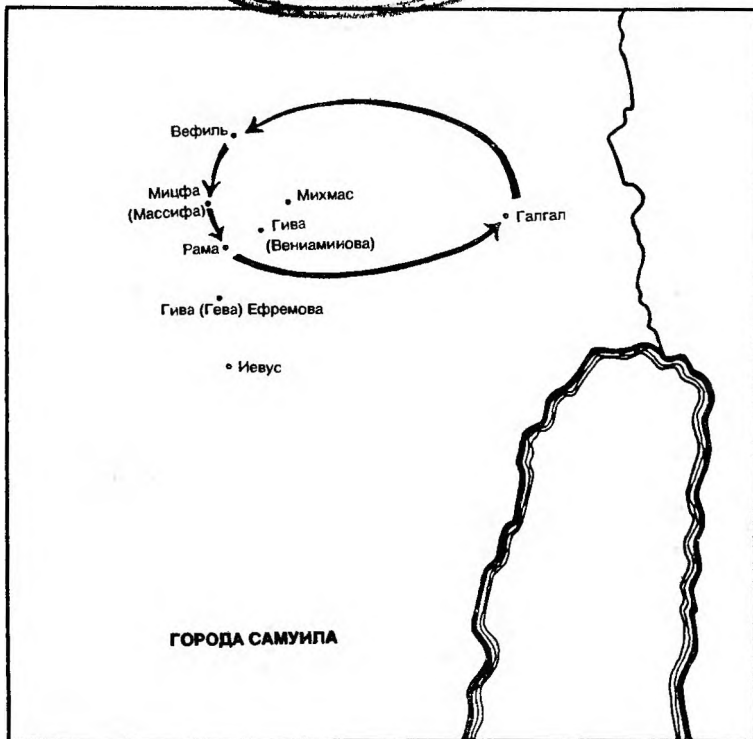 Вефиль
Мицфа
(Массифа)
Михмас
Гива
(Вениаминова)
Галгал
Рама
Гива (Гева) Ефремова
Иевус
ГОРОДА САМУИЛА